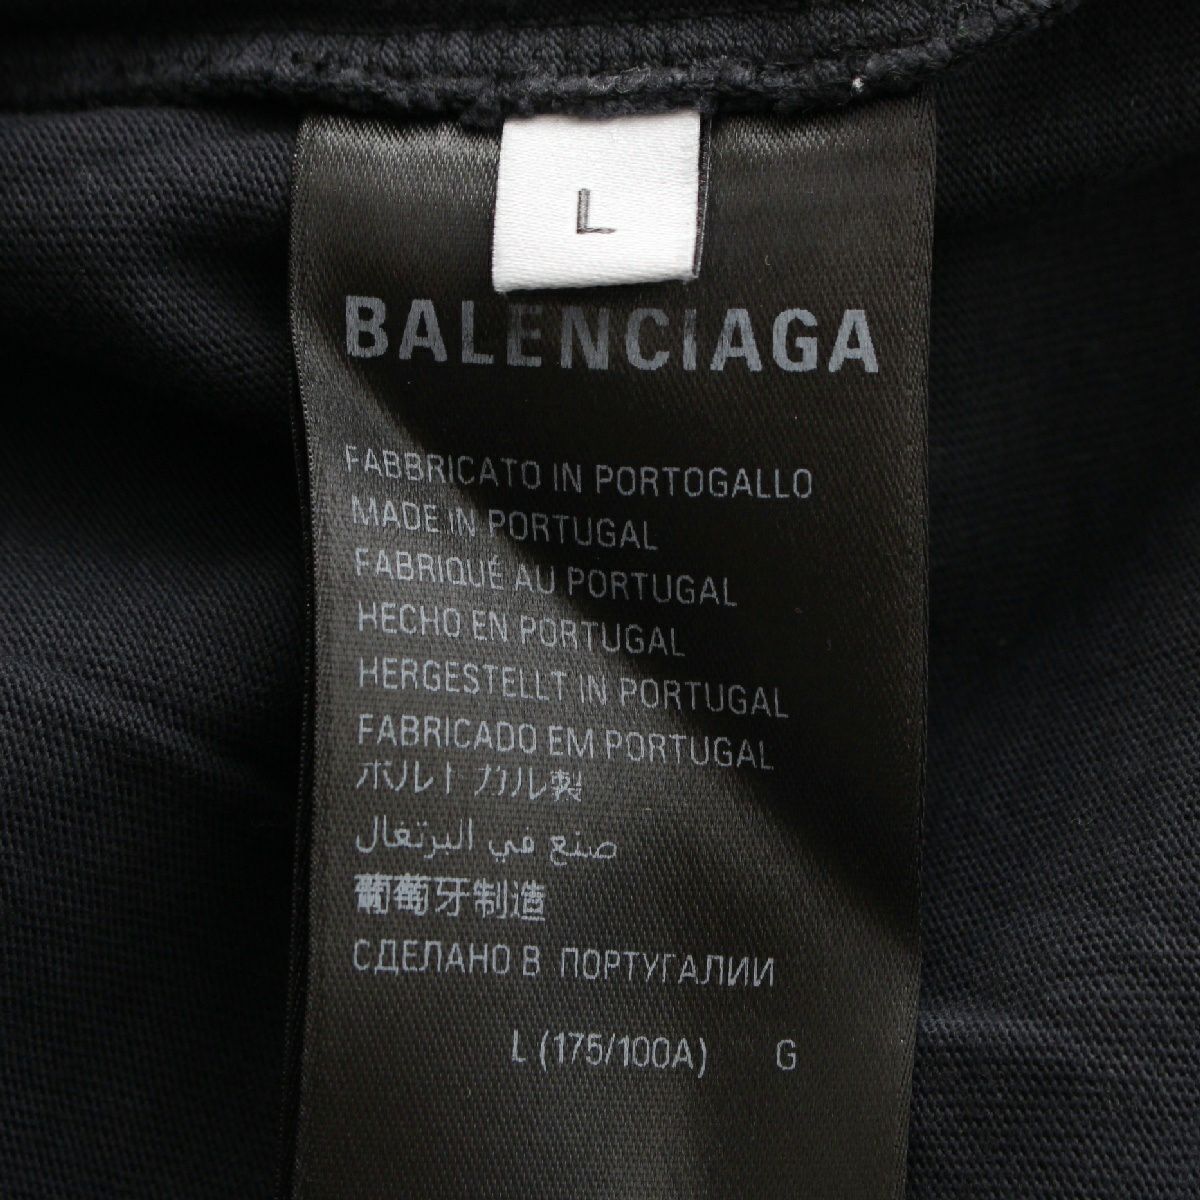 L
BALENCIAGA
FABBRICATO IN PORTOGALLO
MADE IN PORTUGAL
FABRIQUÉ AU PORTUGAL
HECHO EN PORTUGAL
HERGESTELLT IN PORTUGAL
FABRICADO EM PORTUGAL
ポルトガル製
صنع في البرتغال
葡萄牙制造
СДЕЛАНО В ПОРТУГАЛИИ
L (175/100A) G